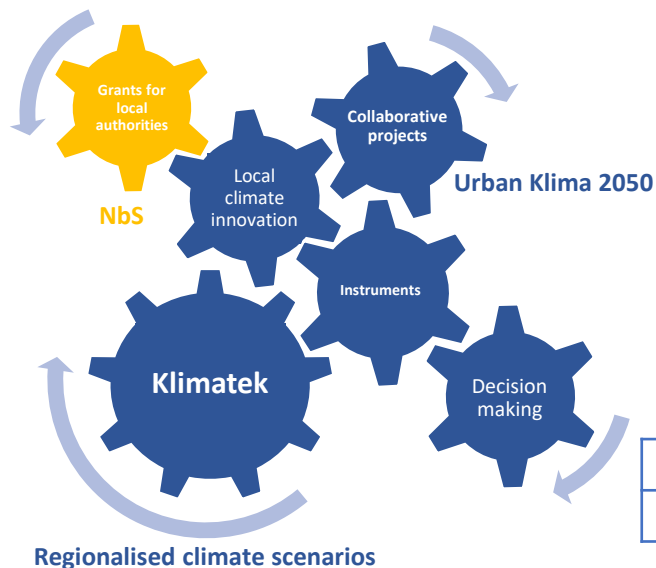 Grants for
local
authorities
NbS
Local
climate
innovation
Collaborative
projects
Urban Klima 2050
Instruments
Klimatek
Decision
making
Regionalised climate scenarios